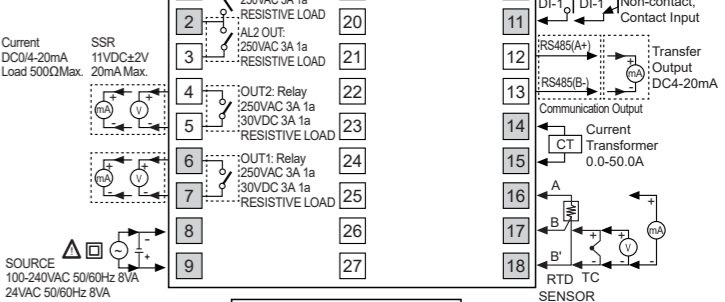 250VAC 3A 1a
RESISTIVE LOAD
AL2 OUT:
250VAC 3A 1a
RESISTIVE LOAD
2
3
20
21
Current
DC0/4-20mA
Load 500ΩMax.
SSR
11VDC±2V
20mA Max.
mA
V
4
5
OUT2: Relay
250VAC 3A 1a
30VDC 3A 1a
RESISTIVE LOAD
22
23
mA
V
6
7
OUT1: Relay
250VAC 3A 1a
30VDC 3A 1a
RESISTIVE LOAD
24
25
8
9
26
27
SOURCE
100-240VAC 50/60Hz 8VA
24VAC 50/60Hz 8VA
11
DI-1
DI-1
Non-contact,
Contact Input
12
13
RS485(A+)
RS485(B-)
mA
Transfer
Output
DC4-20mA
Communication Output
14
15
CT
Current
Transformer
0.0-50.0A
16
17
18
A
B
B'
V
mA
RTD
TC
SENSOR